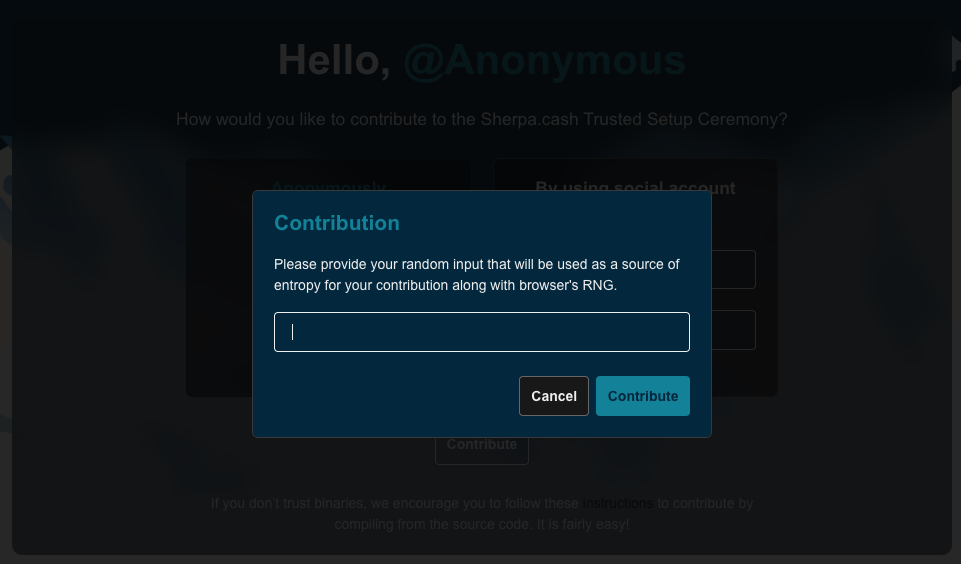 Hello, @Anonymous
How would you like to contribute to the Sherpa.cash Trusted Setup Ceremony?
Anonymously
By using social account
Contribution
Please provide your random input that will be used as a source of
entropy for your contribution along with browser's RNG.
Cancel
Contribute
Contribute
If you don't trust binaries, we encourage you to follow these instructions to contribute by
compiling from the source code. It is fairly easy!